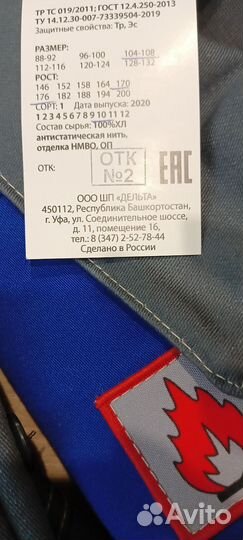 ТР ТС 019/2011; ГОСТ 12.4.250-2013
ТУ 14.12.30-007-73339504-2019
Защитные свойства: Тр, Эс
РАЗМЕР:
88-92 96-100 104-108
112-116 120-124 128-132
РОСТ:
146 152 158 164 170
176 182 188 194 200
СОРТ: 1 Дата выпуска: 2020
1 2 3 4 5 6 7 8 9 10 11 12
Состав сырья: 100%ХЛ
антистатическая нить,
отделка НМВО, ОП
ОТК:
ОТК
№2
EAC
ООО ШП «ДЕЛЬТА»
450112, Республика Башкортостан,
г. Уфа, ул. Соединительное шоссе,
д. 11, помещение 16,
тел.: 8 (347) 2-52-78-44
Сделано в России
Avito